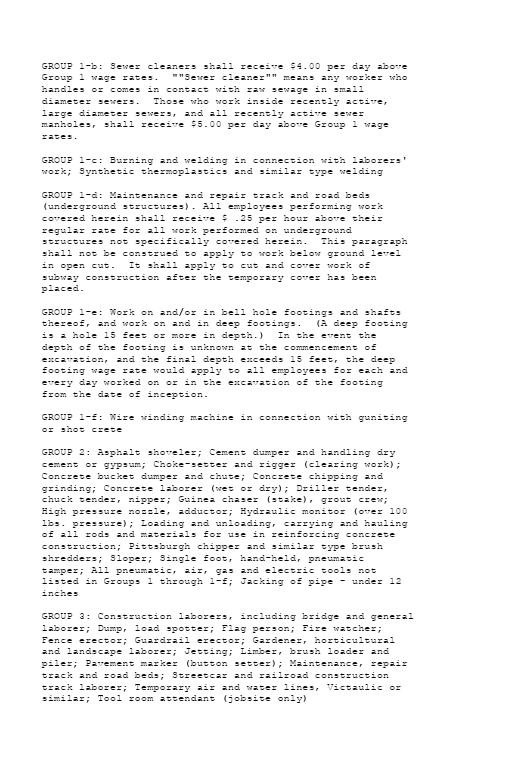 GROUP 1-b: Sewer cleaners shall receive $4.00 per day above
Group 1 wage rates.  ""Sewer cleaner"" means any worker who
handles or comes in contact with raw sewage in small
diameter sewers.  Those who work inside recently active,
large diameter sewers, and all recently active sewer
manholes, shall receive $5.00 per day above Group 1 wage
rates.

GROUP 1-c: Burning and welding in connection with laborers'
work; Synthetic thermoplastics and similar type welding

GROUP 1-d: Maintenance and repair track and road beds
(underground structures). All employees performing work
covered herein shall receive $ .25 per hour above their
regular rate for all work performed on underground
structures not specifically covered herein.  This paragraph
shall not be construed to apply to work below ground level
in open cut.  It shall apply to cut and cover work of
subway construction after the temporary cover has been
placed.

GROUP 1-e: Work on and/or in bell hole footings and shafts
thereof, and work on and in deep footings.  (A deep footing
is a hole 15 feet or more in depth.)  In the event the
depth of the footing is unknown at the commencement of
excavation, and the final depth exceeds 15 feet, the deep
footing wage rate would apply to all employees for each and
every day worked on or in the excavation of the footing
from the date of inception.

GROUP 1-f: Wire winding machine in connection with guniting
or shot crete

GROUP 2: Asphalt shoveler; Cement dumper and handling dry
cement or gypsum; Choke-setter and rigger (clearing work);
Concrete bucket dumper and chute; Concrete chipping and
grinding; Concrete laborer (wet or dry); Driller tender,
chuck tender, nipper; Guinea chaser (stake), grout crew;
High pressure nozzle, adductor; Hydraulic monitor (over 100
lbs. pressure); Loading and unloading, carrying and hauling
of all rods and materials for use in reinforcing concrete
construction; Pittsburgh chipper and similar type brush
shredders; Sloper; Single foot, hand-held, pneumatic
tamper; All pneumatic, air, gas and electric tools not
listed in Groups 1 through 1-f; Jacking of pipe - under 12
inches

GROUP 3: Construction laborers, including bridge and general
laborer; Dump, load spotter; Flag person; Fire watcher;
Fence erector; Guardrail erector; Gardener, horticultural
and landscape laborer; Jetting; Limber, brush loader and
piler; Pavement marker (button setter); Maintenance, repair
track and road beds; Streetcar and railroad construction
track laborer; Temporary air and water lines, Victaulic or
similar; Tool room attendant (jobsite only)